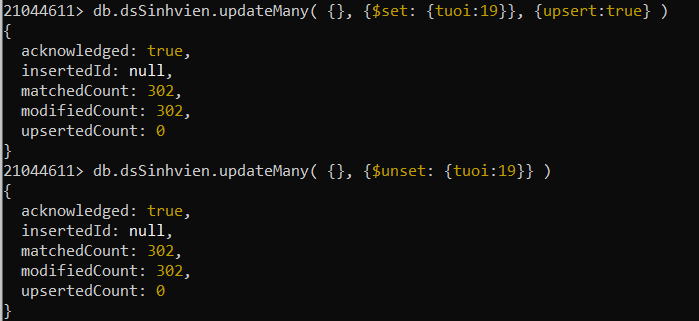 21044611> db.dsSinhvien.updateMany( {}, {$set: {tuoi:19}}, {upsert:true} )
{
  acknowledged: true,
  insertedId: null,
  matchedCount: 302,
  modifiedCount: 302,
  upsertedCount: 0
}
21044611> db.dsSinhvien.updateMany( {}, {$unset: {tuoi:19}} )
{
  acknowledged: true,
  insertedId: null,
  matchedCount: 302,
  modifiedCount: 302,
  upsertedCount: 0
}